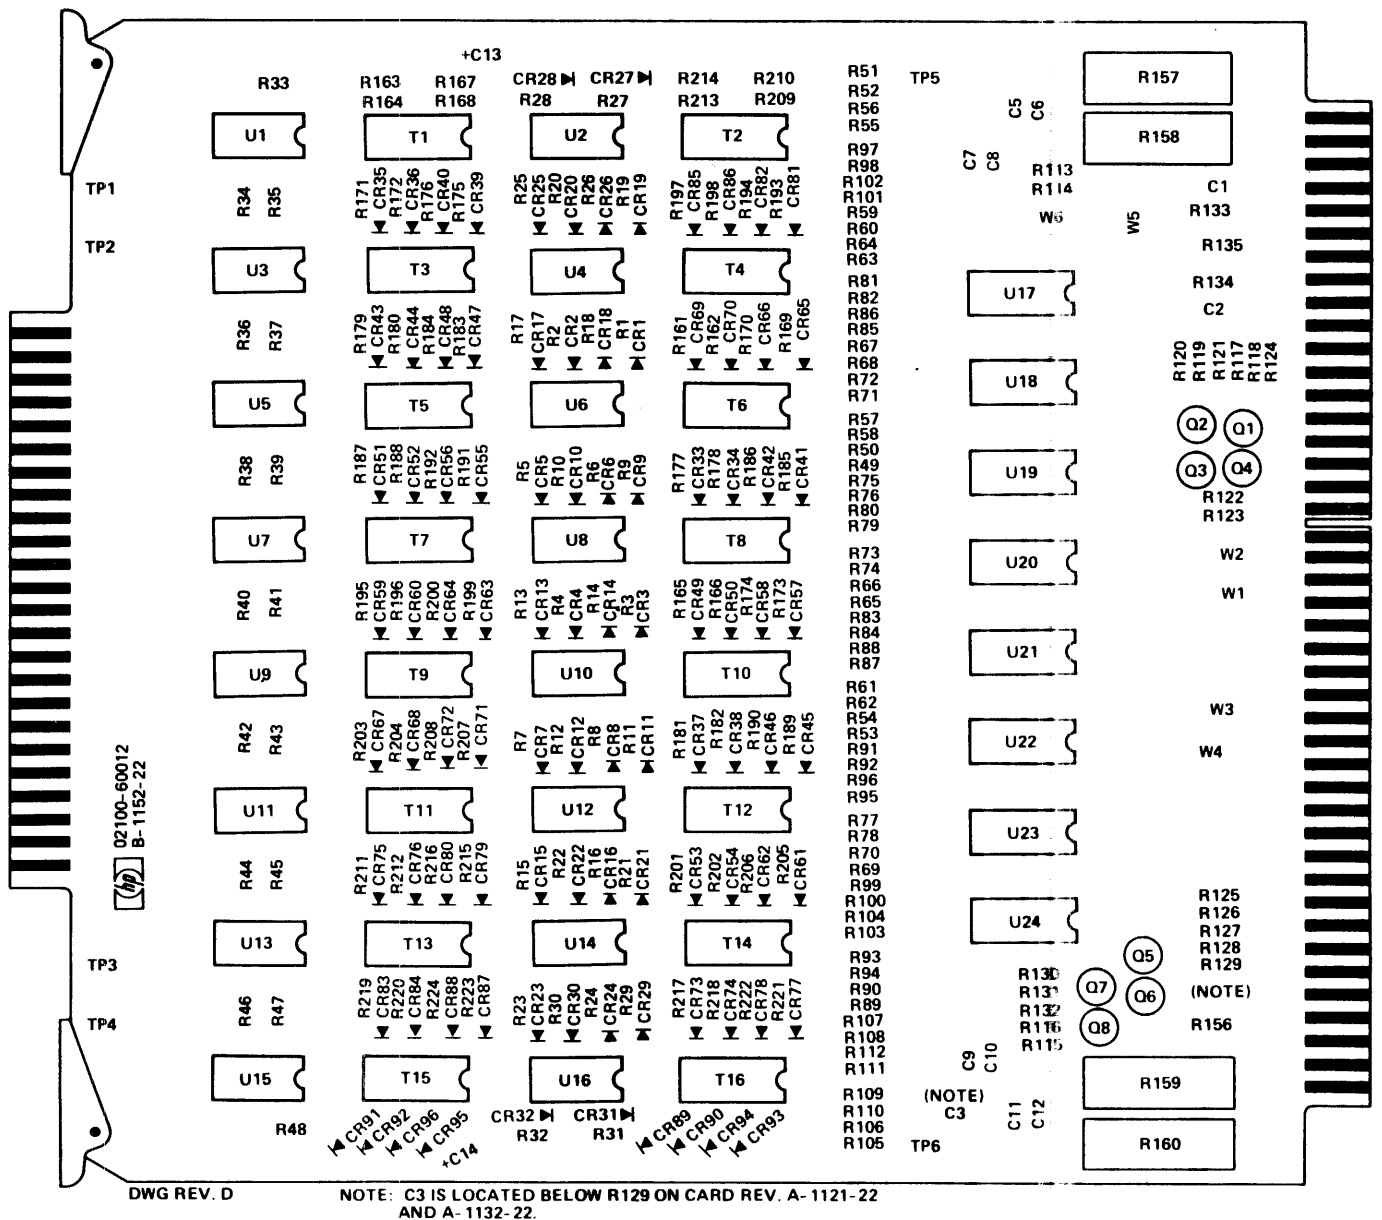 +C13
R33 R163 R167 CR28 CR27 R214 R210
R164 R168 R28 R27 R213 R209
U1 T1 U2 T2
R34 R35 R171 CR35 R172 CR36 R176 CR40 R175 CR39 R25 CR25 R20 CR20 R26 CR26 R19 CR19 R197 CR85 R198 CR86 R194 CR82 R193 CR81
U3 T3 U4 T4
R36 R37 R179 CR43 R180 CR44 R184 CR48 R183 CR47 R17 CR17 R2 CR2 R18 CR18 R1 CR1 R161 CR69 R162 CR70 R170 CR66 R169 CR65
U5 T5 U6 T6
R38 R39 R187 CR51 R188 CR52 R192 CR56 R191 CR55 R5 CR5 R10 CR10 R6 CR6 R9 CR9 R177 CR33 R178 CR34 R186 CR42 R185 CR41
U7 T7 U8 T8
R40 R41 R195 CR59 R196 CR60 R200 CR64 R199 CR63 R13 CR13 R4 CR4 R14 CR14 R3 CR3 R165 CR49 R166 CR50 R174 CR58 R173 CR57
U9 T9 U10 T10
R42 R43 R203 CR67 R204 CR68 R208 CR72 R207 CR71 R7 CR7 R12 CR12 R8 CR8 R11 CR11 R181 CR37 R182 CR38 R190 CR46 R189 CR45
U11 T11 U12 T12
R44 R45 R211 CR75 R212 CR76 R216 CR80 R215 CR79 R15 CR15 R22 CR22 R16 CR16 R21 CR21 R201 CR53 R202 CR54 R206 CR62 R205 CR61
U13 T13 U14 T14
R46 R47 R219 CR83 R220 CR84 R224 CR88 R223 CR87 R23 CR23 R30 CR30 R24 CR24 R29 CR29 R217 CR73 R218 CR74 R222 CR78 R221 CR77
U15 T15 U16 T16
R48 CR91 CR92 CR96 CR95 CR32 CR31 CR89 CR90 CR94 CR93
R32 R31
+C14
TP1
TP2
hp
02100-60012
B-1152-22
TP3
TP4
R51
R52
R56
R55
R97
R98
R102
R101
R59
R60
R64
R63
R81
R82
R86
R85
R67
R68
R72
R71
R57
R58
R50
R49
R75
R76
R80
R79
R73
R74
R66
R65
R83
R84
R88
R87
R61
R62
R54
R53
R91
R92
R96
R95
R77
R78
R70
R69
R99
R100
R104
R103
R93
R94
R90
R89
R107
R108
R112
R111
R109
R110
R106
R105
TP5
R157
C5 C6
R158
C7 C8
R113
R114
C1
W6 W5 R133
R135
U17 R134
C2
U18
R120 R119 R121 R117 R118 R124
Q2 Q1
U19 Q3 Q4
R122
R123
U20 W2
W1
U21
W3
U22 W4
U23
U24
R125
R126
R127
R128
R129
(NOTE)
R156
Q5
Q7 Q6
Q8
R130
R131
R132
R116
R115
C9 C10
(NOTE)
C3
C11 C12
R159
TP6 R160
DWG REV. D
NOTE: C3 IS LOCATED BELOW R129 ON CARD REV. A-1121-22
AND A-1132-22.